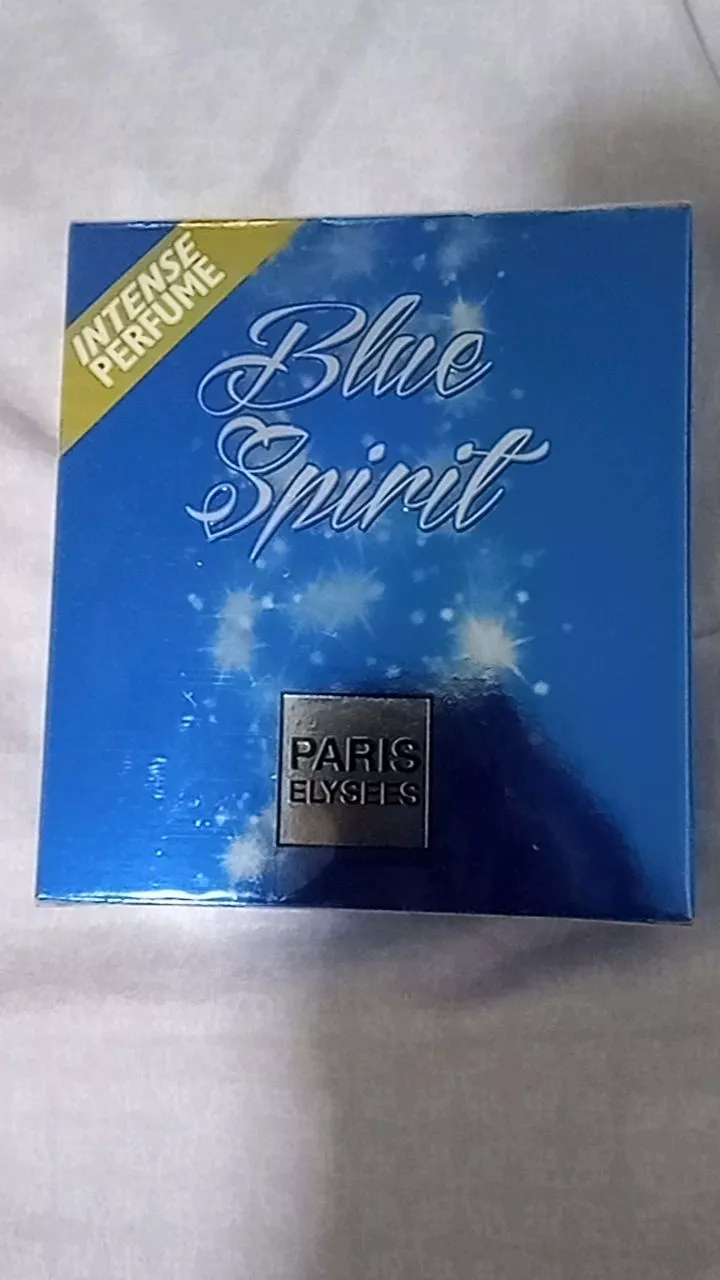 INTENSE
PERFUME
Blue
Spirit
PARIS
ELYSEES